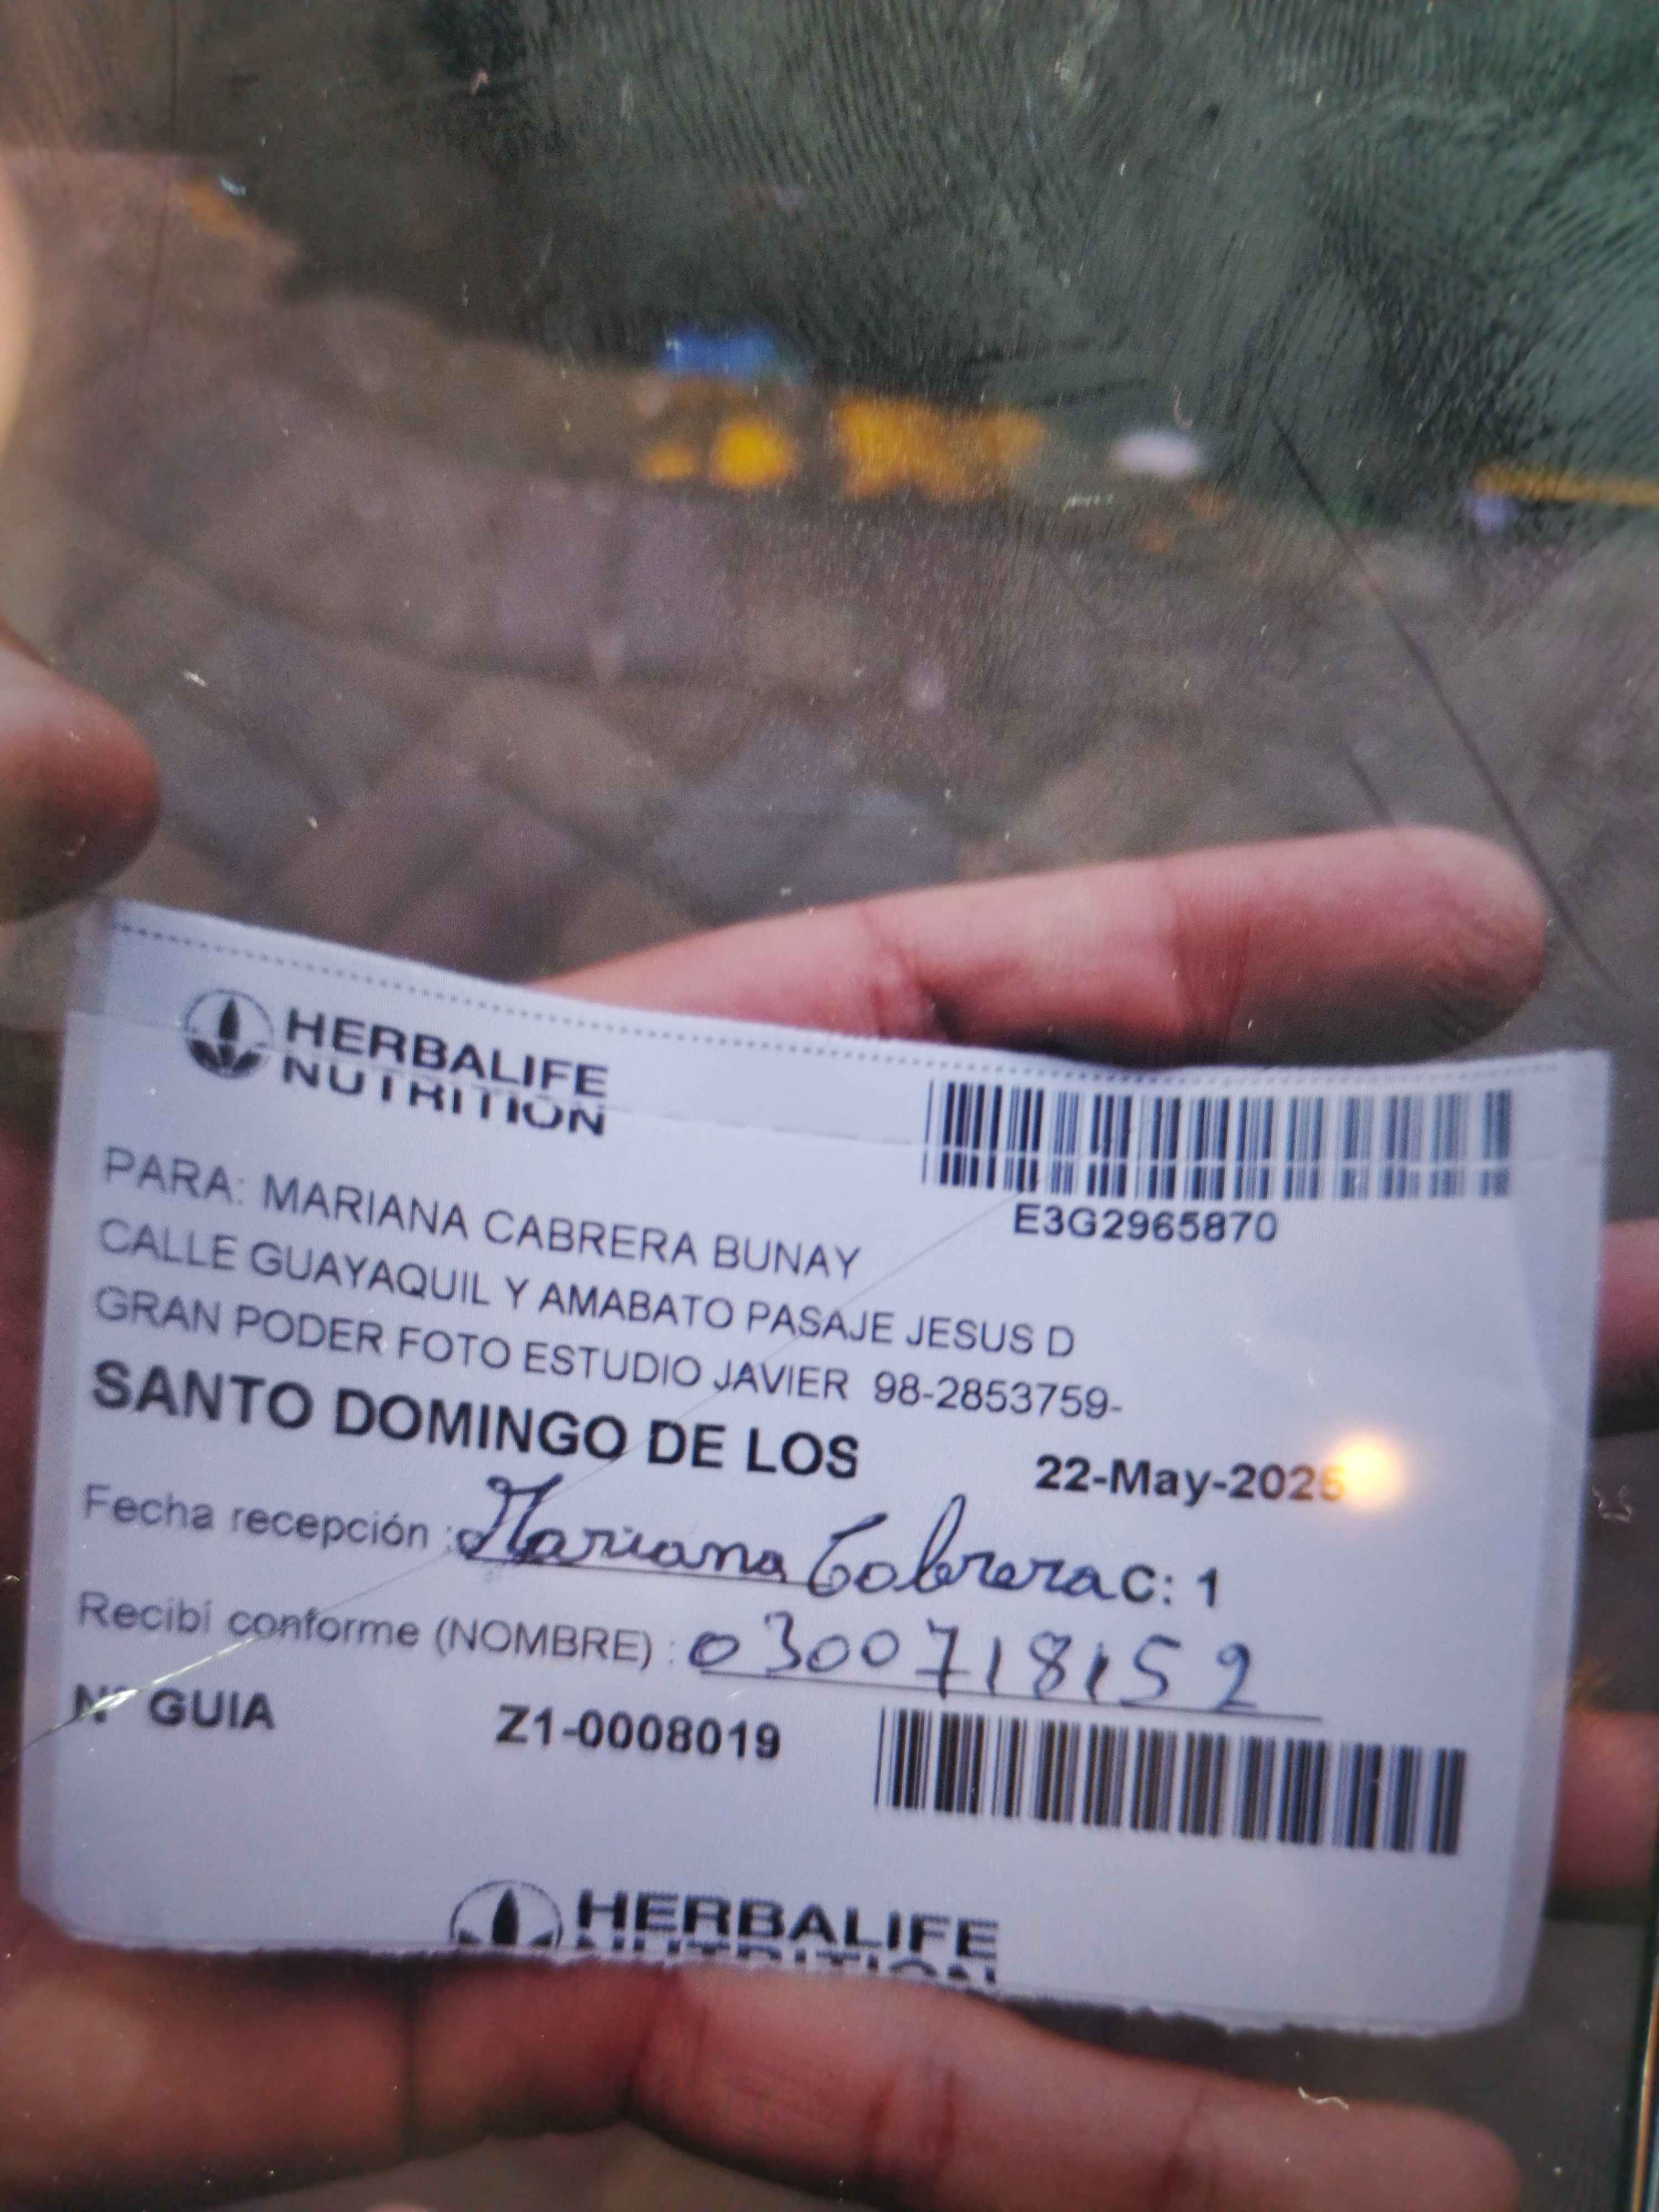 HERBALIFE
NUTRITION
E3G2965870
PARA: MARIANA CABRERA BUNAY
CALLE GUAYAQUIL Y AMABATO PASAJE JESUS D
GRAN PODER FOTO ESTUDIO JAVIER 98-2853759-
SANTO DOMINGO DE LOS 22-May-2025
Fecha recepción : Mariana Cabrera C: 1
Recibí conforme (NOMBRE) : 0300718152
N° GUIA Z1-0008019
HERBALIFE
NUTRITION